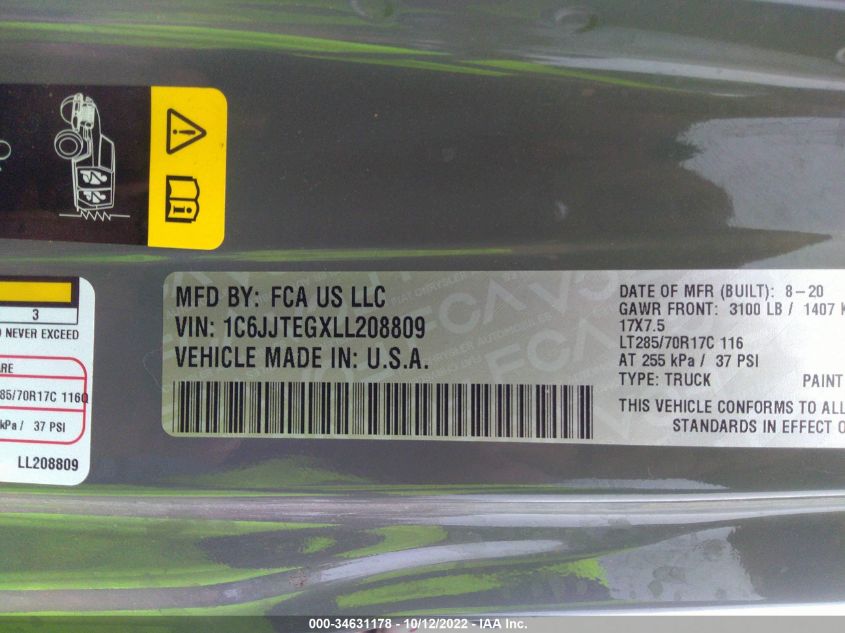 3
O NEVER EXCEED
ARE
285/70R17C 116Q
kPa / 37 PSI
LL208809
MFD BY: FCA US LLC
VIN: 1C6JJTEGXLL208809
VEHICLE MADE IN: U.S.A.
DATE OF MFR (BUILT): 8-20
GAWR FRONT: 3100 LB / 1407 K
17X7.5
LT285/70R17C 116
AT 255 kPa / 37 PSI
TYPE: TRUCK PAINT
THIS VEHICLE CONFORMS TO ALL
STANDARDS IN EFFECT O
000-34631178 - 10/12/2022 - IAA Inc.